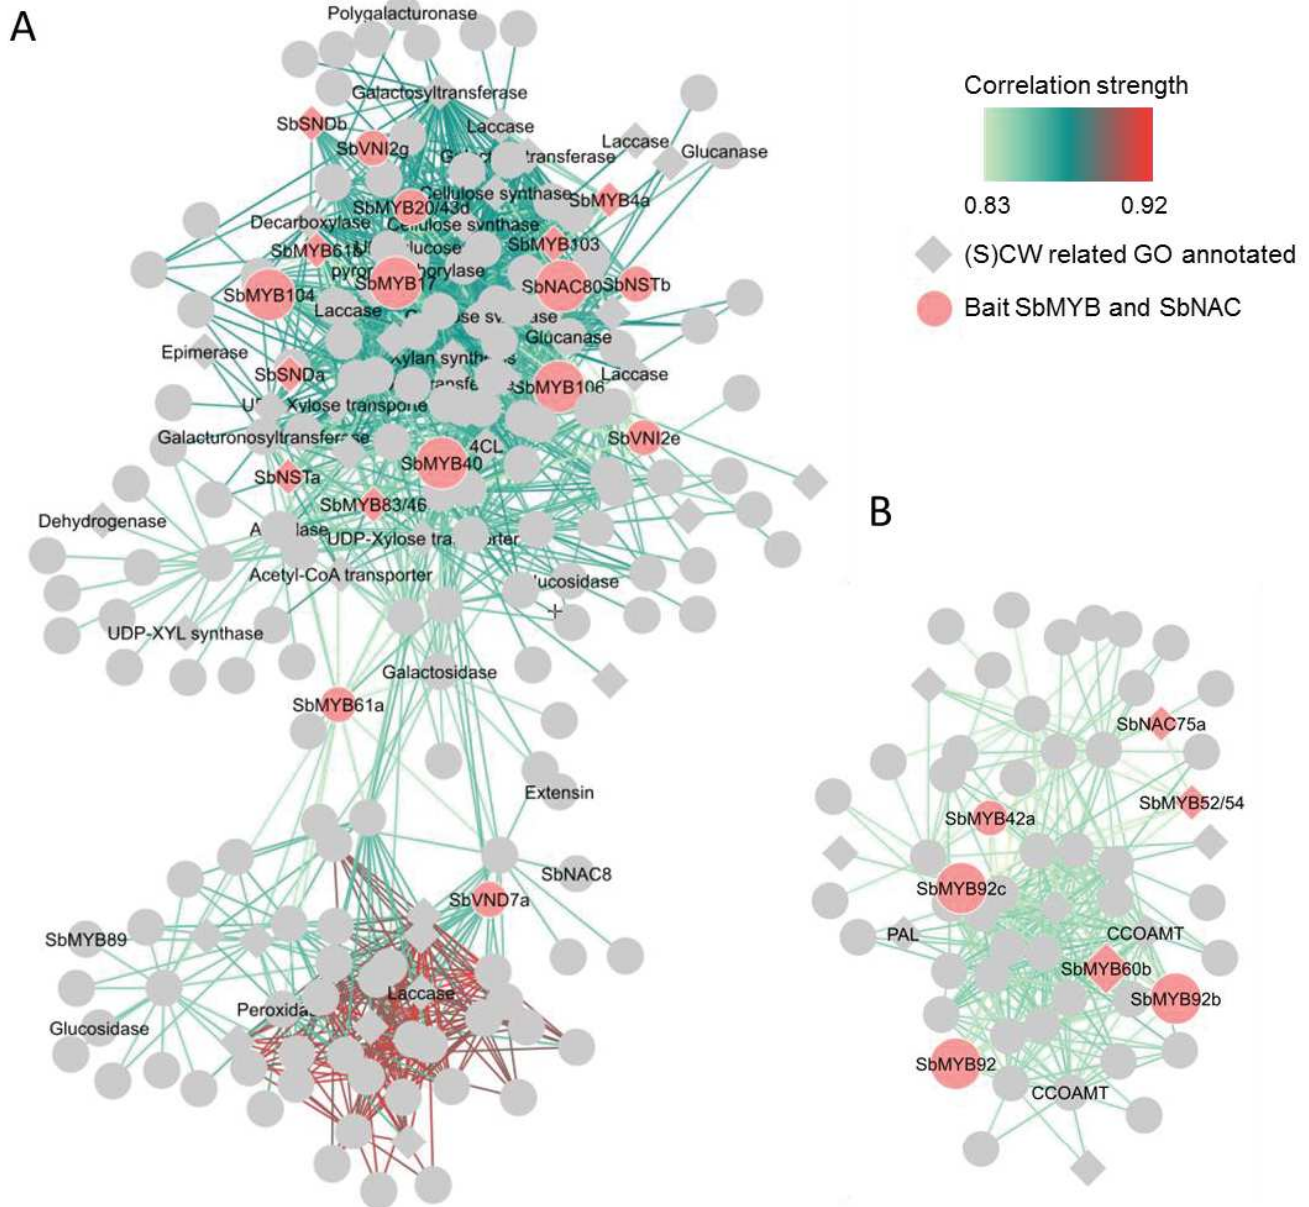 A
Polygalacturonase
Galactosyltransferase
SbSNDb
Laccase
SbVNI2g
Laccase
Glucanase
transferase
Cellulose synthase
SbMYB4a
SbMYB20/43d
Decarboxylase
Cellulose synthase
SbMYB103
SbMYB61b
SbMYB104
SbMYB17
SbNAC80
SbNSTb
Laccase
Glucanase
Epimerase
SbSNDa
SbMYB106
Laccase
Xylose
Galacturonosyltransferase
SbVNI2e
4CL
SbMYB40
SbNSTa
SbMYB83/46
Dehydrogenase
UDP-Xylose
Acetyl-CoA transporter
UDP-XYL synthase
Galactosidase
SbMYB61a
Extensin
SbNAC8
SbVND7a
SbMYB89
Laccase
Glucosidase
Correlation strength
0.83 0.92
(S)CW related GO annotated
Bait SbMYB and SbNAC
B
SbNAC75a
SbMYB52/54
SbMYB42a
SbMYB92c
PAL
CCOAMT
SbMYB60b
SbMYB92b
SbMYB92
CCOAMT